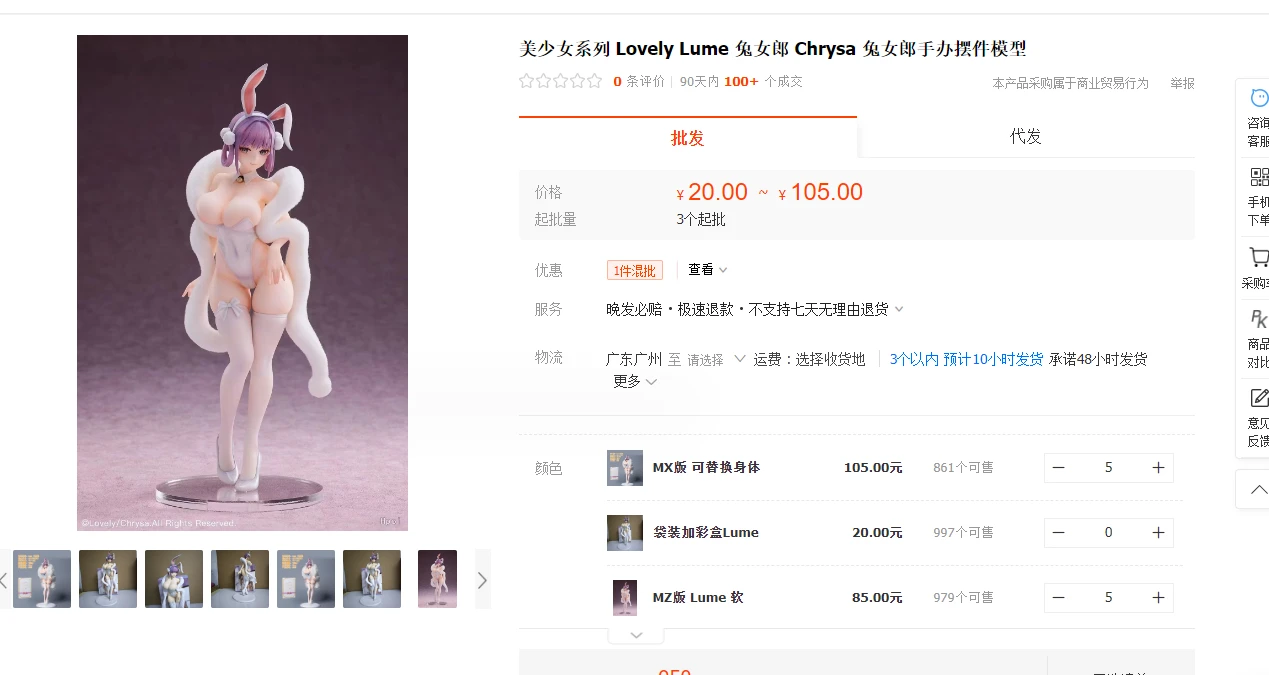 美少女系列 Lovely Lume 兔女郎 Chrysa 兔女郎手办摆件模型
0 条评价 90天内 100+ 个成交
本产品采购属于商业贸易行为 举报
批发 代发
价格 ¥ 20.00 ~ ¥ 105.00
起批量 3个起批
优惠 1件混批 查看
服务 晚发必赔·极速退款·不支持七天无理由退货
物流 广东广州 至 请选择 运费：选择收货地 3个以内 预计10小时发货 承诺48小时发货
更多
颜色 MX版 可替换身体 105.00元 861个可售 － 5 +
袋装加彩盒Lume 20.00元 997个可售 － 0 +
MZ版 Lume 软 85.00元 979个可售 － 5 +
©Lovely/Chrysa.All Rights Reserved.
咨询
客服
手机
下单
采购车
商品
对比
意见
反馈